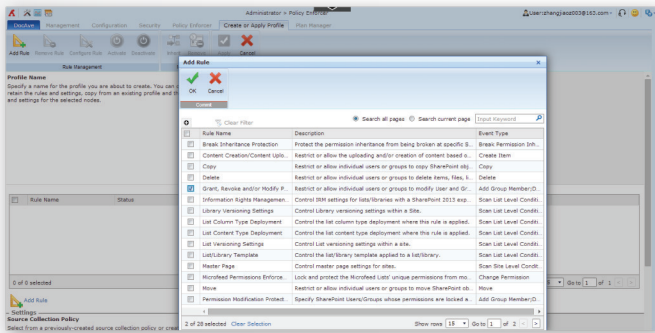 Administrator > Policy Enforcer
User:zhangjiaoz003@163.com
DocAve Management Configuration Security Policy Enforcer Create or Apply Profile Plan Manager
Add Rule Remove Rule Configure Rule Activate Deactivate Inherit Apply Cancel
Rule Management
Profile Name
Specify a name for the profile you are about to create. You can
retain the rules and settings, copy from an existing profile and
and settings for the selected nodes.
Rule Name Status
0 of 0 selected
Go to 1 of 1
Add Rule
Settings
Source Collection Policy
Select from a previously-created source collection policy or
Add Rule
OK Cancel
Commit
Clear Filter Search all pages Search current page Input Keyword
Rule Name Description Event Type
Break Inheritance Protection Protect the permission inheritance from being broken at specific S... Break Permission Inh...
Content Creation/Content Uplo... Restrict or allow the uploading and/or creation of content based o... Create Item
Copy Restrict or allow individual users or groups to copy SharePoint obj... Copy
Delete Restrict or allow individual users or groups to delete items, files, l... Delete
Grant, Revoke and/or Modify P... Restrict or allow individual users or groups to modify User and Gr... Add Group Member;D...
Information Rights Managemen... Control IRM settings for lists/libraries with a SharePoint 2013 exp... Scan List Level Conditi...
Library Versioning Settings Control Library versioning settings within a Site. Scan List Level Conditi...
List Column Type Deployment Control the list column type deployment where this rule is applied. Scan List Level Conditi...
List Content Type Deployment Control the list content type deployment where this rule is applied. Scan List Level Conditi...
List Versioning Settings Control List versioning settings within a site. Scan List Level Conditi...
List/Library Template Control the list/library template applied to a list/library. Scan List Level Conditi...
Master Page Control master page settings for sites. Scan Site Level Condit...
Microfeed Permissions Enforce... Lock and protect the Microfeed Lists' unique permissions from mo... Change Permission
Move Restrict or allow individual users or groups to move SharePoint ob... Move
Permission Modification Protect... Specify SharePoint Users/Groups whose permissions are locked a... Add Group Member;D...
2 of 28 selected Clear Selection Show rows 15 Go to 1 of 2